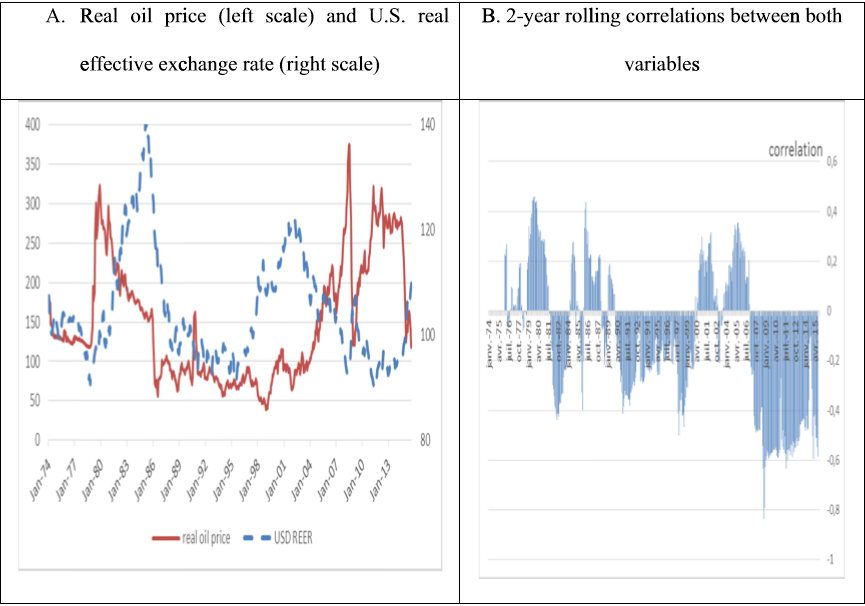 A. Real oil price (left scale) and U.S. real
effective exchange rate (right scale)
B. 2-year rolling correlations between both
variables
400
350
300
250
200
150
100
50
0
140
120
100
80
Jan-74
Jan-77
Jan-80
Jan-83
Jan-86
Jan-89
Jan-92
Jan-95
Jan-98
Jan-01
Jan-04
Jan-07
Jan-10
Jan-13
real oil price
USD REER
correlation
0,6
0,4
0,2
0
-0,2
-0,4
-0,6
-0,8
-1
janv.-74
avr.-75
juil.-76
oct.-77
janv.-79
avr.-80
juil.-81
oct.-82
janv.-84
avr.-85
juil.-86
oct.-87
avr.-90
juil.-91
oct.-92
janv.-94
avr.-95
juil.-96
oct.-97
avr.-00
juil.-01
oct.-02
janv.-04
avr.-05
juil.-06
oct.-07
janv.-09
avr.-10
juil.-11
oct.-12
janv.-14
avr.-15